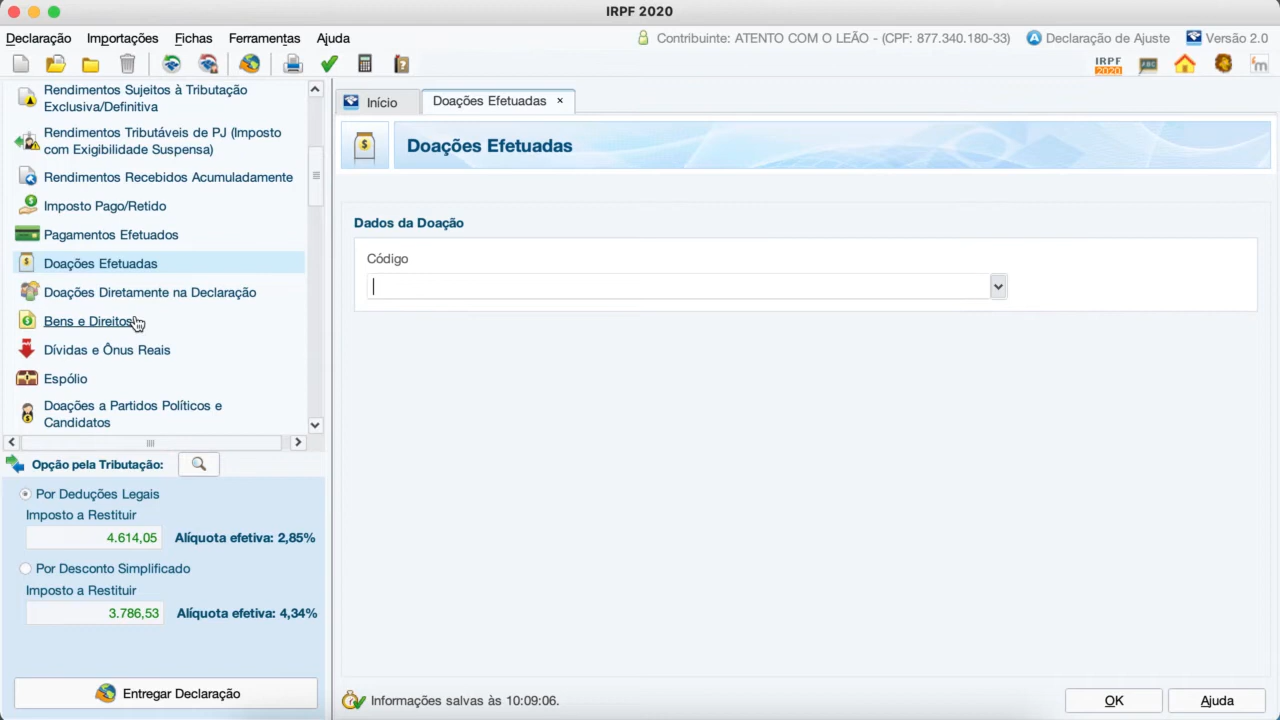 IRPF 2020
Declaração Importações Fichas Ferramentas Ajuda
Contribuinte: ATENTO COM O LEÃO - (CPF: 877.340.180-33) Declaração de Ajuste Versão 2.0
IRPF
2020
ABC
m
Rendimentos Sujeitos à Tributação
Exclusiva/Definitiva
Rendimentos Tributáveis de PJ (Imposto
com Exigibilidade Suspensa)
Rendimentos Recebidos Acumuladamente
Imposto Pago/Retido
Pagamentos Efetuados
Doações Efetuadas
Doações Diretamente na Declaração
Bens e Direitos
Dívidas e Ônus Reais
Espólio
Doações a Partidos Políticos e
Candidatos
Opção pela Tributação:
Por Deduções Legais
Imposto a Restituir
4.614,05 Alíquota efetiva: 2,85%
Por Desconto Simplificado
Imposto a Restituir
3.786,53 Alíquota efetiva: 4,34%
Entregar Declaração
Início Doações Efetuadas ×
Doações Efetuadas
Dados da Doação
Código
Informações salvas às 10:09:06.
OK Ajuda